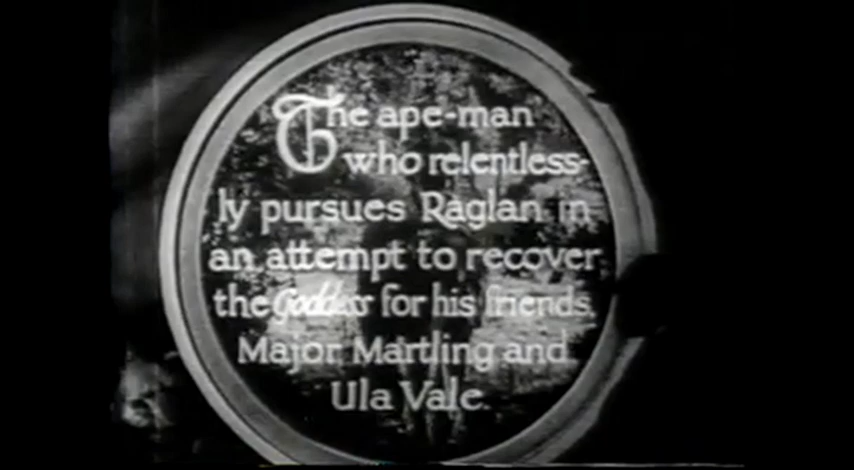 The ape-man
who relentless-
ly pursues Raglan in
an attempt to recover
the Goddess for his friends,
Major Martling and
Ula Vale.